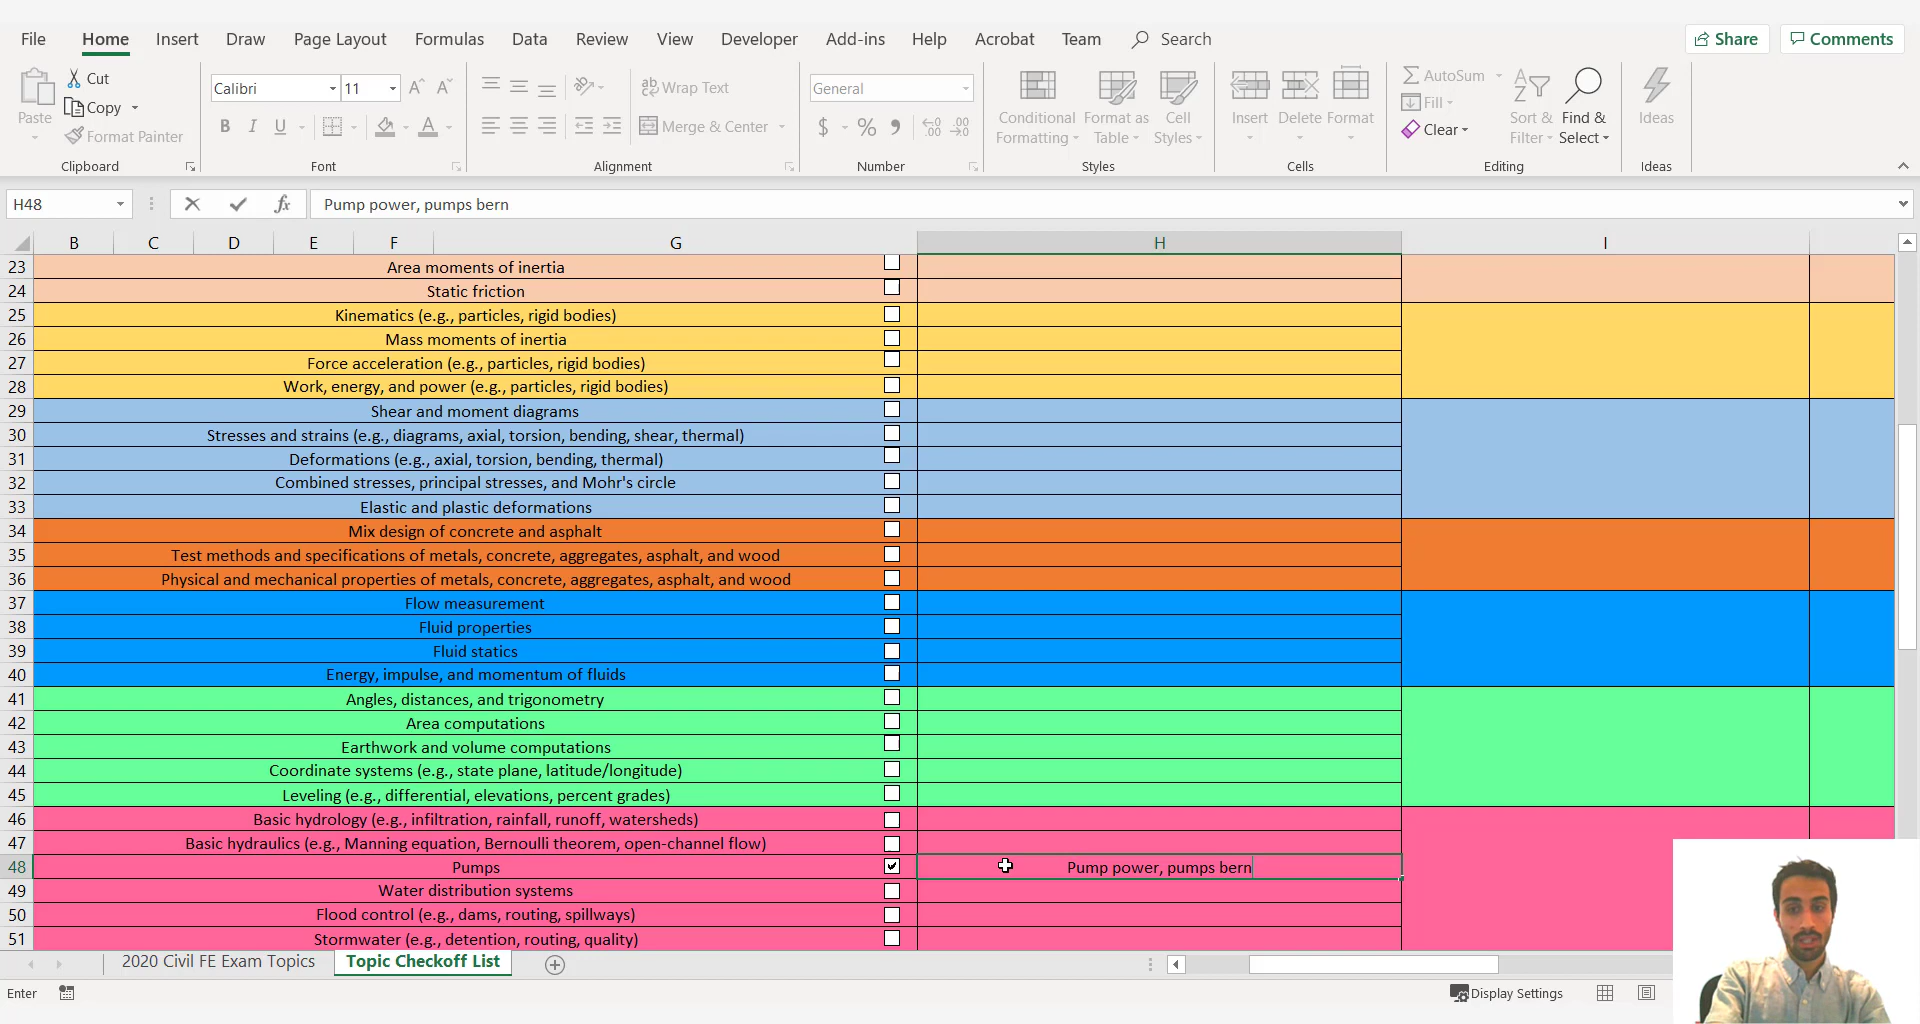 File Home Insert Draw Page Layout Formulas Data Review View Developer Add-ins Help Acrobat Team Search Share Comments
Paste
Cut
Copy
Format Painter
Clipboard
Calibri 11 A A
B I U A
Font
Wrap Text
Merge & Center
Alignment
General
$ % 9 .00 .00
Number
Conditional Formatting
Format as Table
Cell Styles
Styles
Insert Delete Format
Cells
AutoSum
Fill
Clear
Sort & Filter
Find & Select
Editing
Ideas
Ideas
H48 fx Pump power, pumps bern
B C D E F G H I
23 Area moments of inertia
24 Static friction
25 Kinematics (e.g., particles, rigid bodies)
26 Mass moments of inertia
27 Force acceleration (e.g., particles, rigid bodies)
28 Work, energy, and power (e.g., particles, rigid bodies)
29 Shear and moment diagrams
30 Stresses and strains (e.g., diagrams, axial, torsion, bending, shear, thermal)
31 Deformations (e.g., axial, torsion, bending, thermal)
32 Combined stresses, principal stresses, and Mohr's circle
33 Elastic and plastic deformations
34 Mix design of concrete and asphalt
35 Test methods and specifications of metals, concrete, aggregates, asphalt, and wood
36 Physical and mechanical properties of metals, concrete, aggregates, asphalt, and wood
37 Flow measurement
38 Fluid properties
39 Fluid statics
40 Energy, impulse, and momentum of fluids
41 Angles, distances, and trigonometry
42 Area computations
43 Earthwork and volume computations
44 Coordinate systems (e.g., state plane, latitude/longitude)
45 Leveling (e.g., differential, elevations, percent grades)
46 Basic hydrology (e.g., infiltration, rainfall, runoff, watersheds)
47 Basic hydraulics (e.g., Manning equation, Bernoulli theorem, open-channel flow)
48 Pumps Pump power, pumps bern
49 Water distribution systems
50 Flood control (e.g., dams, routing, spillways)
51 Stormwater (e.g., detention, routing, quality)
2020 Civil FE Exam Topics Topic Checkoff List
Enter Display Settings